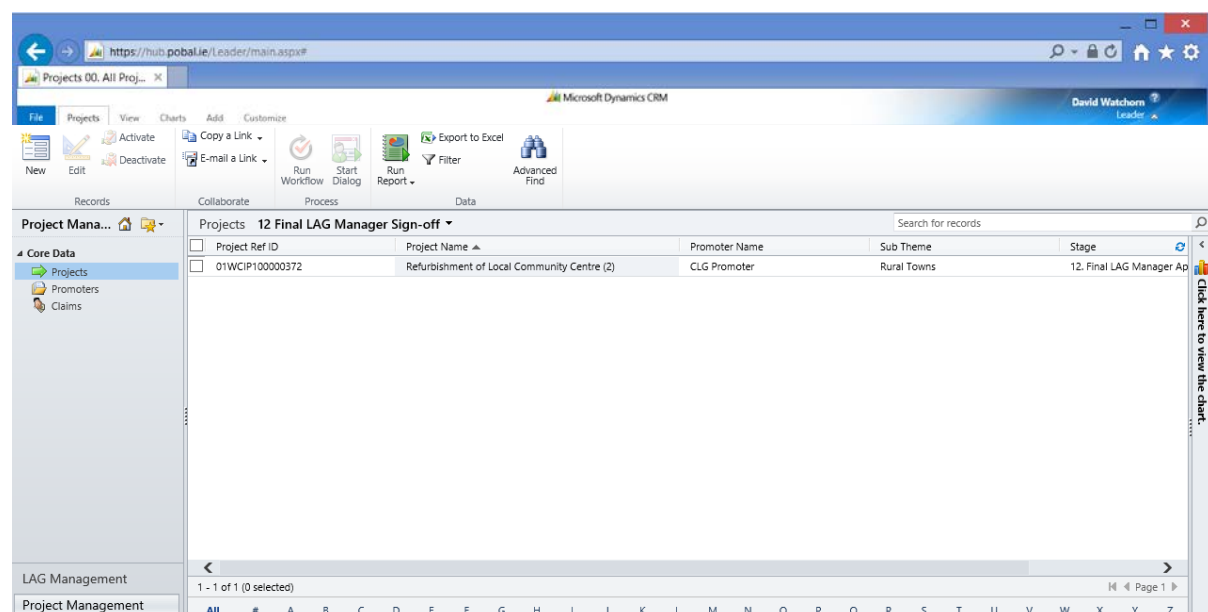 https://hub.pobal.ie/Leader/main.aspx#
Projects 00. All Proj...
Microsoft Dynamics CRM
David Watchorn
Leader
File Projects View Charts Add Customize
New
Edit
Activate
Deactivate
Records
Copy a Link
E-mail a Link
Collaborate
Run Workflow
Start Dialog
Process
Run Report
Export to Excel
Filter
Advanced Find
Data
Project Mana...
Core Data
Projects
Promoters
Claims
LAG Management
Project Management
Projects 12 Final LAG Manager Sign-off
Search for records
Project Ref ID Project Name Promoter Name Sub Theme Stage
01WCIP100000372 Refurbishment of Local Community Centre (2) CLG Promoter Rural Towns 12. Final LAG Manager Ap
Click here to view the chart.
1 - 1 of 1 (0 selected)
Page 1
All # A B C D E F G H I J K L M N O P Q R S T U V W X Y Z